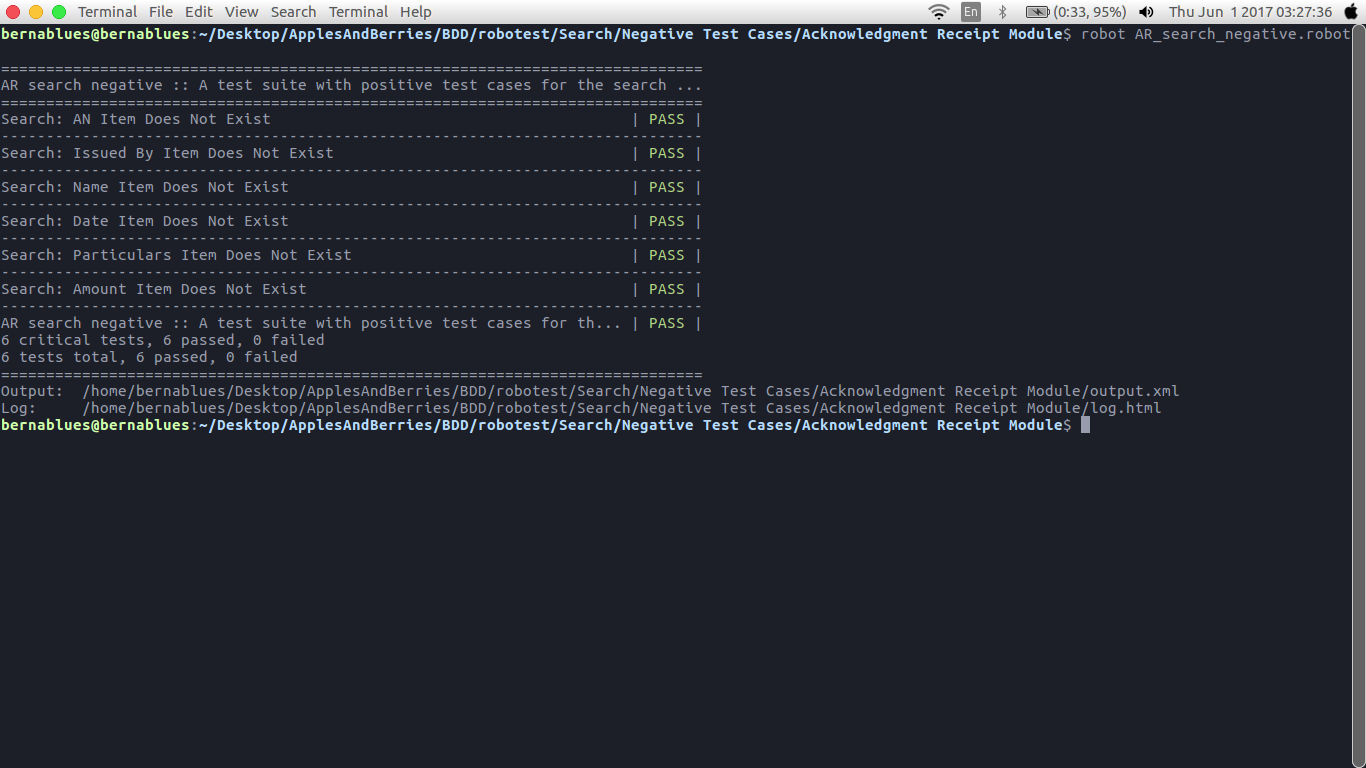 Terminal File Edit View Search Terminal Help En (0:33, 95%) Thu Jun 1 2017 03:27:36
bernablues@bernablues:~/Desktop/ApplesAndBerries/BDD/robotest/Search/Negative Test Cases/Acknowledgment Receipt Module$ robot AR_search_negative.robot
==============================================================================
AR search negative :: A test suite with positive test cases for the search ...
==============================================================================
Search: AN Item Does Not Exist                                        | PASS |
------------------------------------------------------------------------------
Search: Issued By Item Does Not Exist                                 | PASS |
------------------------------------------------------------------------------
Search: Name Item Does Not Exist                                      | PASS |
------------------------------------------------------------------------------
Search: Date Item Does Not Exist                                      | PASS |
------------------------------------------------------------------------------
Search: Particulars Item Does Not Exist                               | PASS |
------------------------------------------------------------------------------
Search: Amount Item Does Not Exist                                    | PASS |
------------------------------------------------------------------------------
AR search negative :: A test suite with positive test cases for th... | PASS |
6 critical tests, 6 passed, 0 failed
6 tests total, 6 passed, 0 failed
==============================================================================
Output:  /home/bernablues/Desktop/ApplesAndBerries/BDD/robotest/Search/Negative Test Cases/Acknowledgment Receipt Module/output.xml
Log:     /home/bernablues/Desktop/ApplesAndBerries/BDD/robotest/Search/Negative Test Cases/Acknowledgment Receipt Module/log.html
bernablues@bernablues:~/Desktop/ApplesAndBerries/BDD/robotest/Search/Negative Test Cases/Acknowledgment Receipt Module$